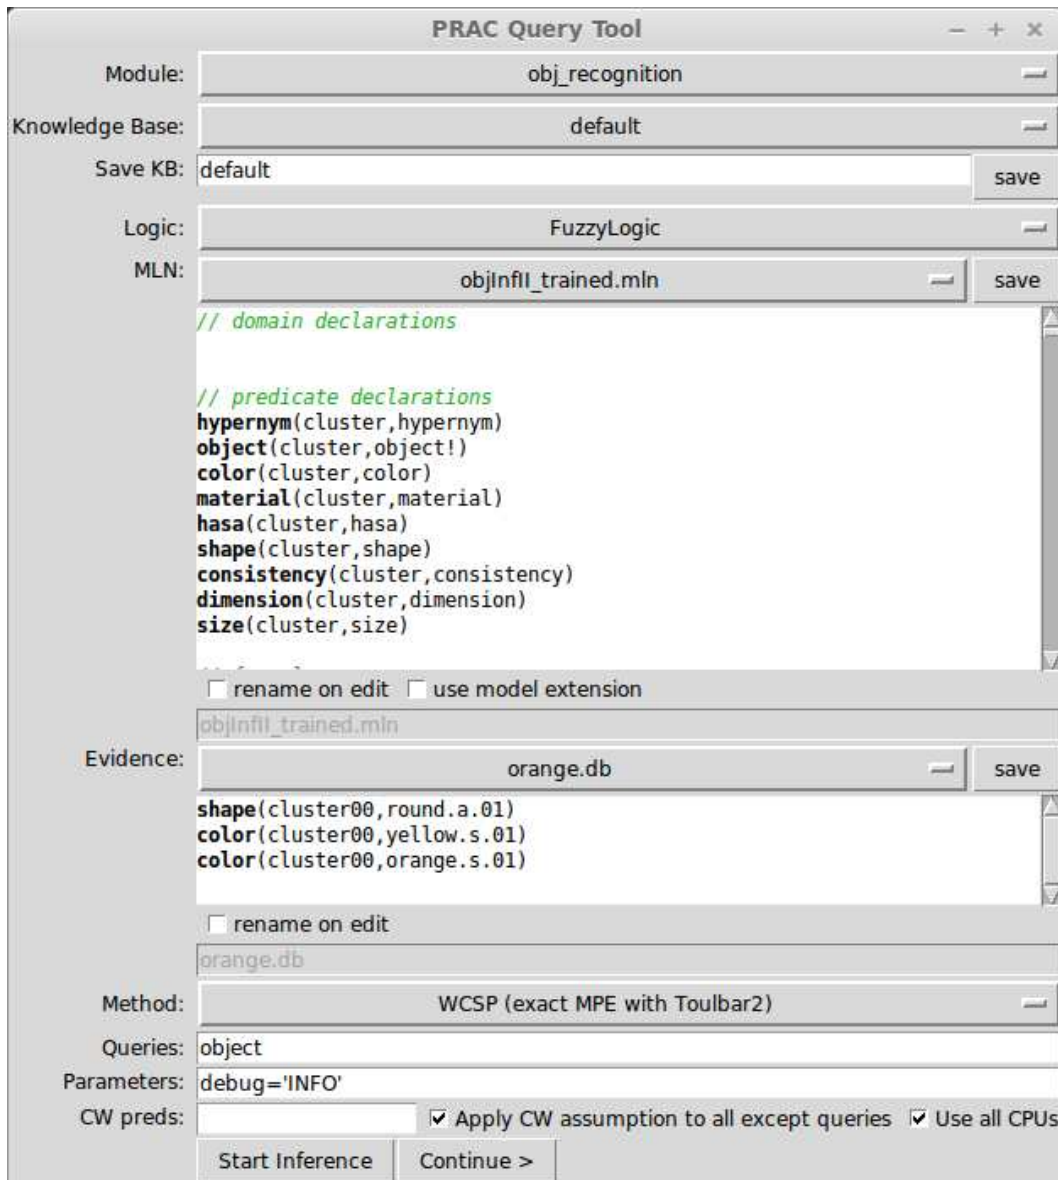 PRAC Query Tool
Module: obj_recognition
Knowledge Base: default
Save KB: default save
Logic: FuzzyLogic
MLN: objInfII_trained.mln save
// domain declarations
// predicate declarations
hypernym(cluster,hypernym)
object(cluster,object!)
color(cluster,color)
material(cluster,material)
hasa(cluster,hasa)
shape(cluster,shape)
consistency(cluster,consistency)
dimension(cluster,dimension)
size(cluster,size)
rename on edit use model extension
objInfII_trained.mln
Evidence: orange.db save
shape(cluster00,round.a.01)
color(cluster00,yellow.s.01)
color(cluster00,orange.s.01)
rename on edit
orange.db
Method: WCSP (exact MPE with Toulbar2)
Queries: object
Parameters: debug='INFO'
CW preds: Apply CW assumption to all except queries Use all CPUs
Start Inference Continue >